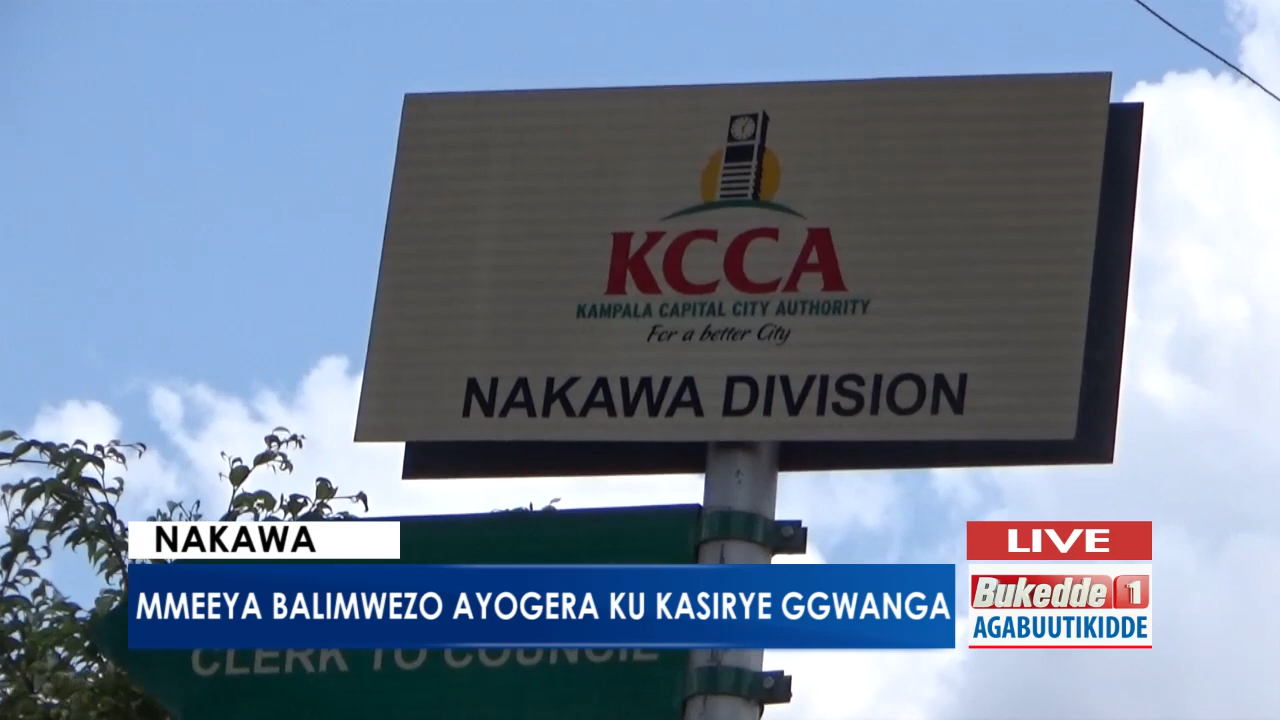 KCCA
KAMPALA CAPITAL CITY AUTHORITY
For a better City
NAKAWA DIVISION
NAKAWA
MMEEYA BALIMWEZO AYOGERA KU KASIRYE GGWANGA
CLERK TO COUNCIL
LIVE
Bukedde 1
AGABUUTIKIDDE